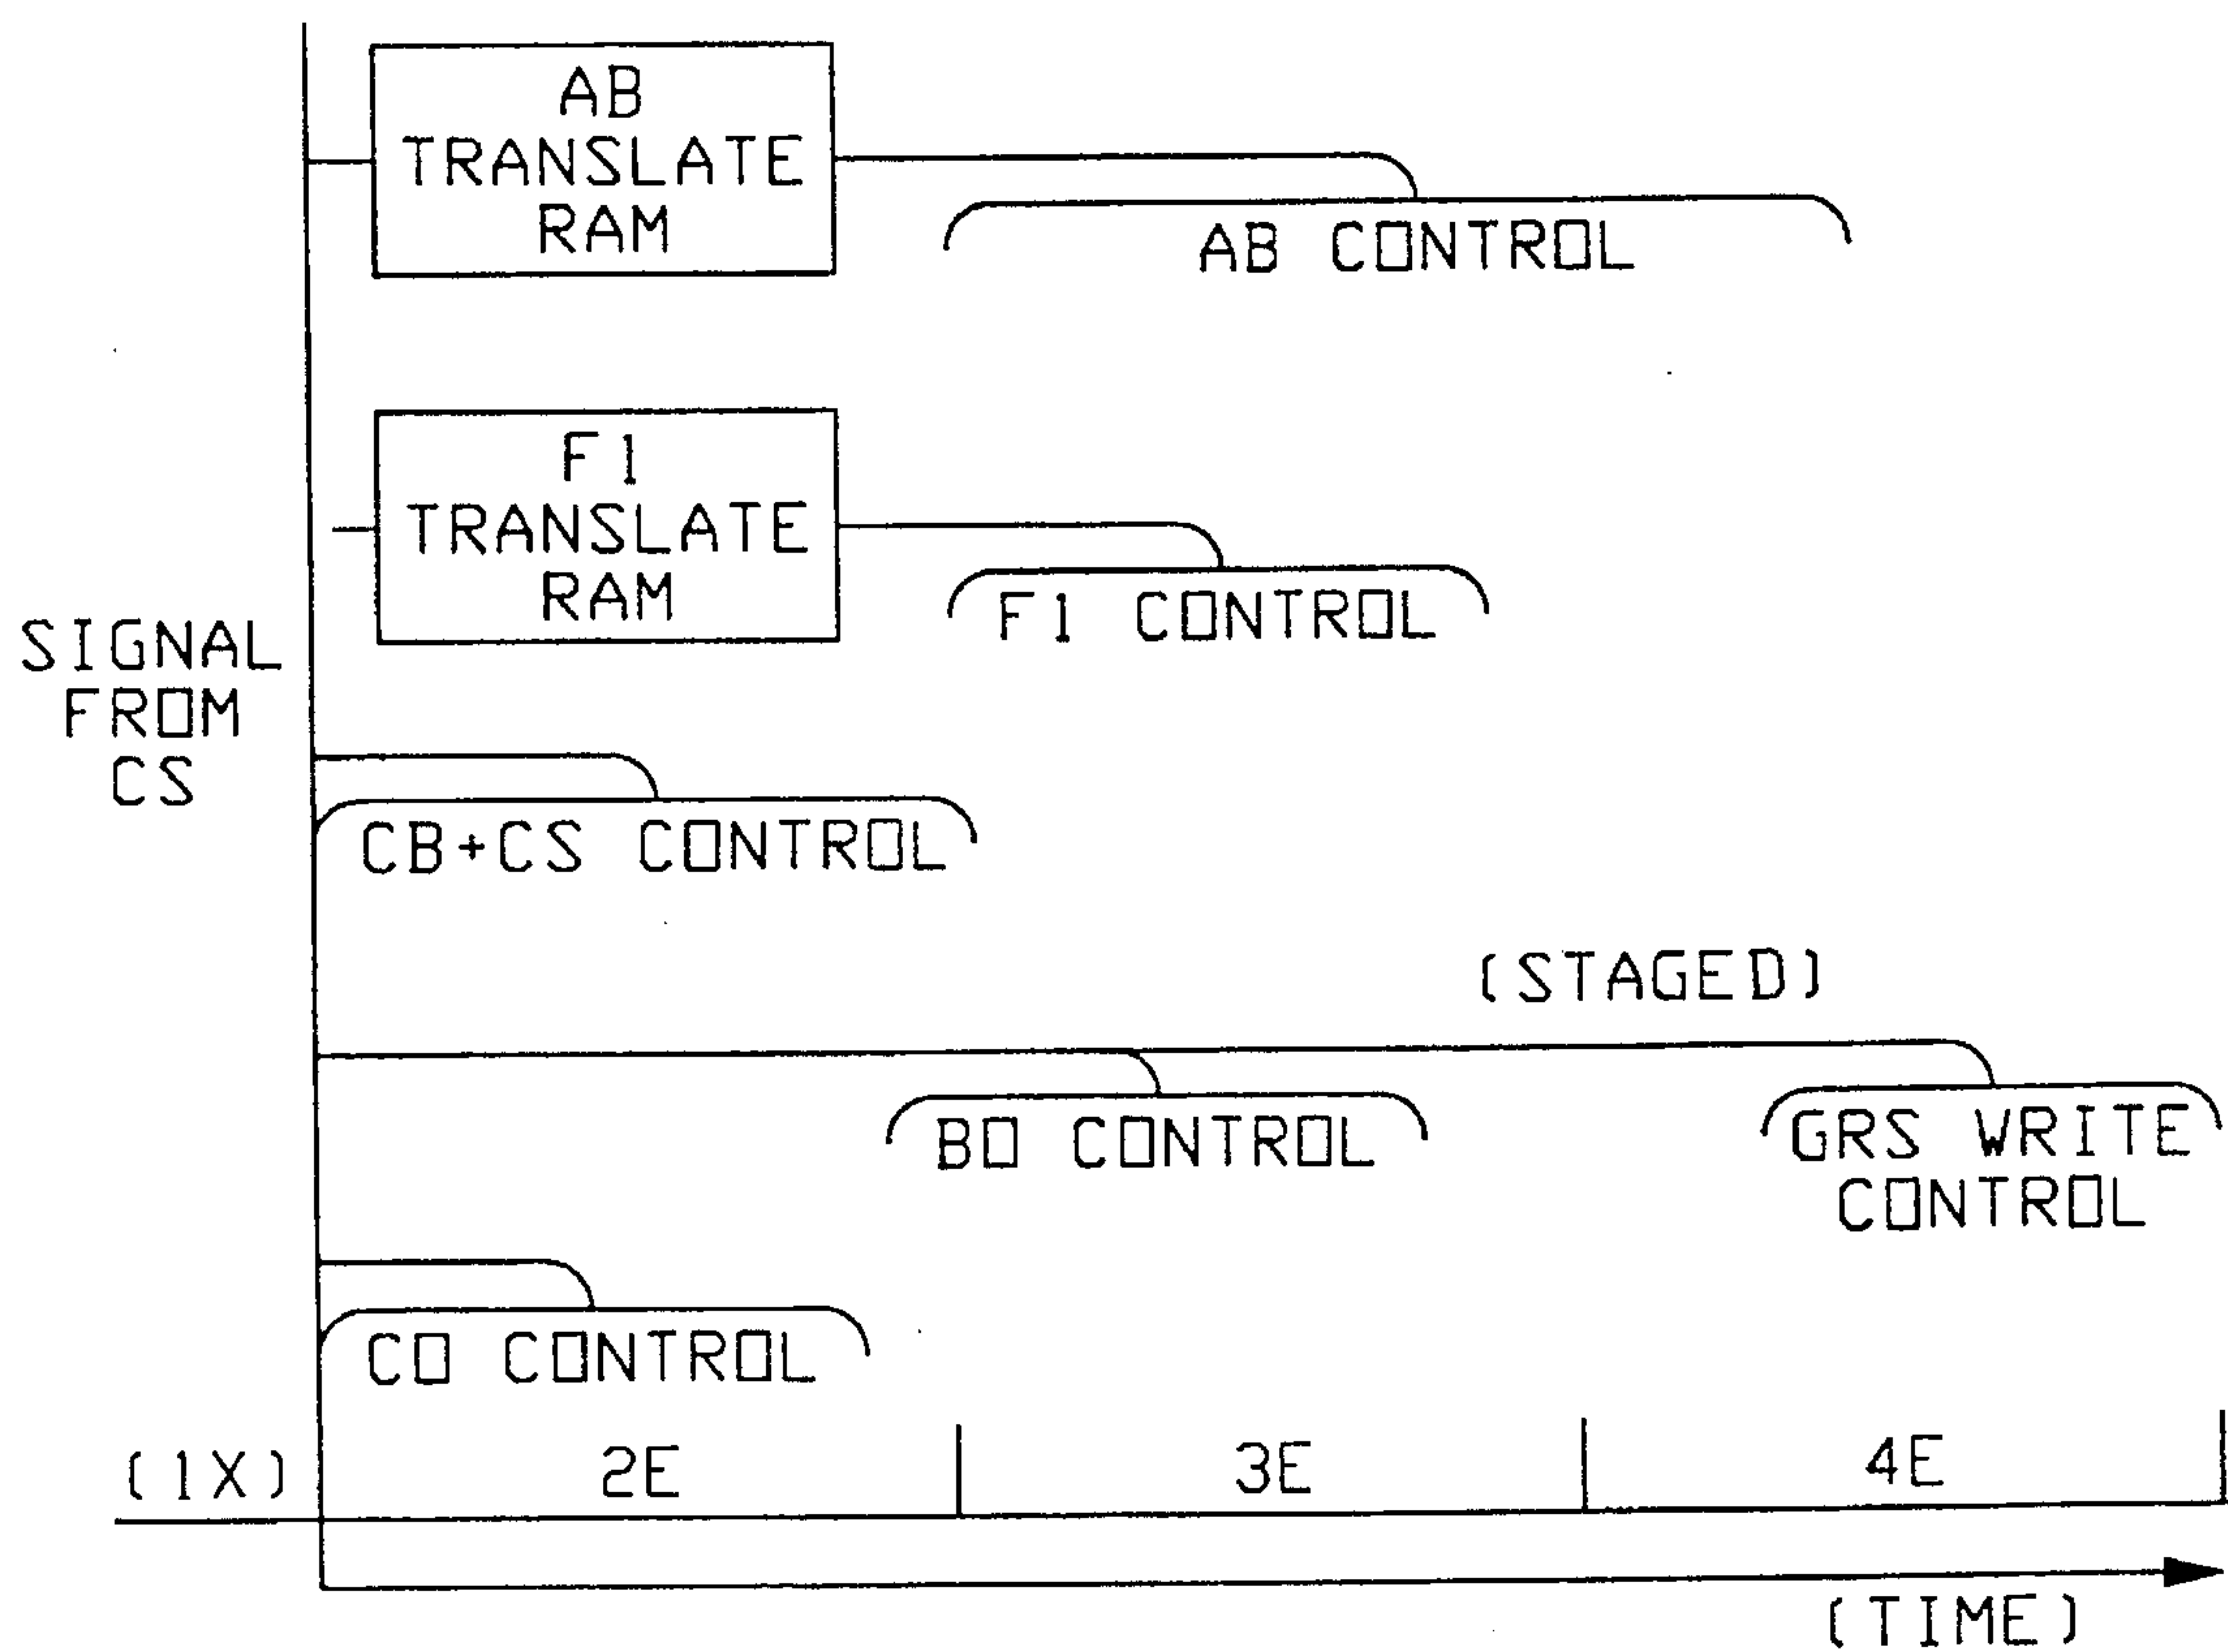 AB
TRANSLATE
RAM
AB CONTROL
F1
TRANSLATE
RAM
F1 CONTROL
SIGNAL
FROM
CS
CB+CS CONTROL
(STAGED)
BO CONTROL
GRS WRITE
CONTROL
CO CONTROL
(1X) 2E 3E 4E
(TIME)